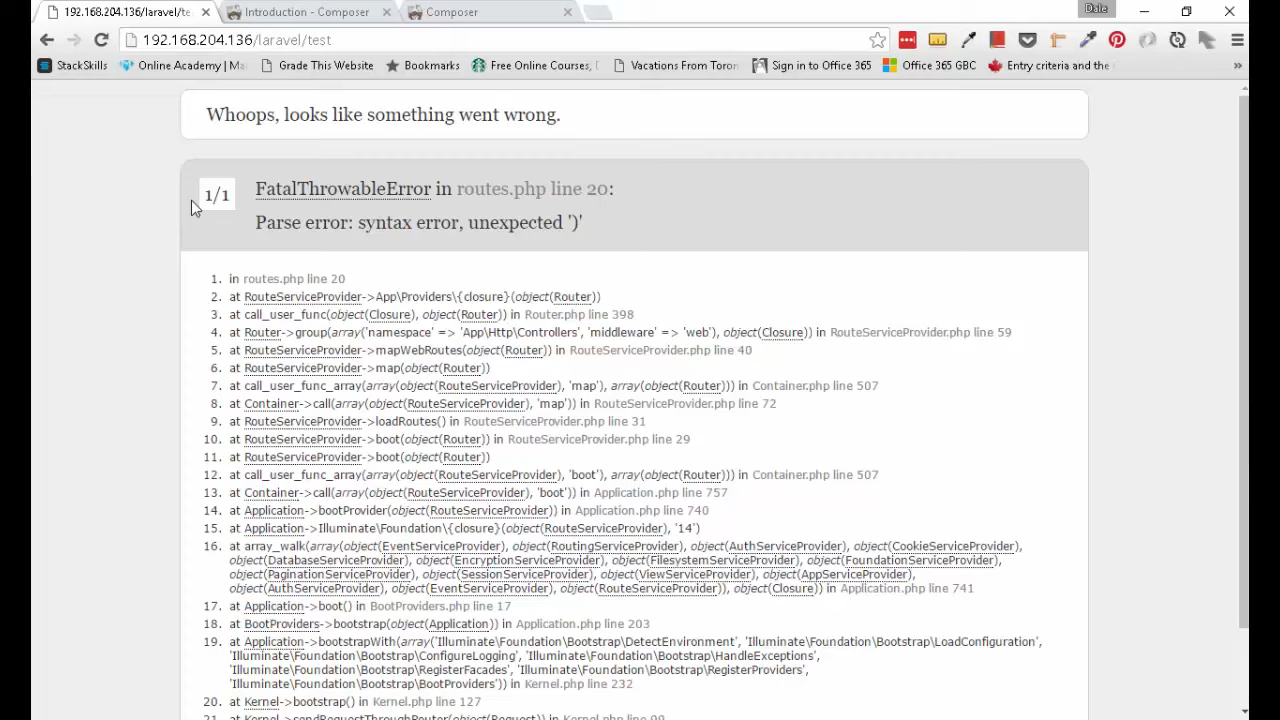 192.168.204.136/laravel/te
Introduction - Composer
Composer
Dale
192.168.204.136/laravel/test
StackSkills
Online Academy | Ma
Grade This Website
Bookmarks
Free Online Courses,
Vacations From Toron
Sign in to Office 365
Office 365 GBC
Entry criteria and the
»
Whoops, looks like something went wrong.
1/1
FatalThrowableError in routes.php line 20:
Parse error: syntax error, unexpected ')'
1. in routes.php line 20
2. at RouteServiceProvider->App\Providers\{closure}(object(Router))
3. at call_user_func(object(Closure), object(Router)) in Router.php line 398
4. at Router->group(array('namespace' => 'App\Http\Controllers', 'middleware' => 'web'), object(Closure)) in RouteServiceProvider.php line 59
5. at RouteServiceProvider->mapWebRoutes(object(Router)) in RouteServiceProvider.php line 40
6. at RouteServiceProvider->map(object(Router))
7. at call_user_func_array(array(object(RouteServiceProvider), 'map'), array(object(Router))) in Container.php line 507
8. at Container->call(array(object(RouteServiceProvider), 'map')) in RouteServiceProvider.php line 72
9. at RouteServiceProvider->loadRoutes() in RouteServiceProvider.php line 31
10. at RouteServiceProvider->boot(object(Router)) in RouteServiceProvider.php line 29
11. at RouteServiceProvider->boot(object(Router))
12. at call_user_func_array(array(object(RouteServiceProvider), 'boot'), array(object(Router))) in Container.php line 507
13. at Container->call(array(object(RouteServiceProvider), 'boot')) in Application.php line 757
14. at Application->bootProvider(object(RouteServiceProvider)) in Application.php line 740
15. at Application->Illuminate\Foundation\{closure}(object(RouteServiceProvider), '14')
16. at array_walk(array(object(EventServiceProvider), object(RoutingServiceProvider), object(AuthServiceProvider), object(CookieServiceProvider),
object(DatabaseServiceProvider), object(EncryptionServiceProvider), object(FilesystemServiceProvider), object(FoundationServiceProvider),
object(PaginationServiceProvider), object(SessionServiceProvider), object(ViewServiceProvider), object(AppServiceProvider),
object(AuthServiceProvider), object(EventServiceProvider), object(RouteServiceProvider)), object(Closure)) in Application.php line 741
17. at Application->boot() in BootProviders.php line 17
18. at BootProviders->bootstrap(object(Application)) in Application.php line 203
19. at Application->bootstrapWith(array('Illuminate\Foundation\Bootstrap\DetectEnvironment', 'Illuminate\Foundation\Bootstrap\LoadConfiguration',
'Illuminate\Foundation\Bootstrap\ConfigureLogging', 'Illuminate\Foundation\Bootstrap\HandleExceptions',
'Illuminate\Foundation\Bootstrap\RegisterFacades', 'Illuminate\Foundation\Bootstrap\RegisterProviders',
'Illuminate\Foundation\Bootstrap\BootProviders')) in Kernel.php line 232
20. at Kernel->bootstrap() in Kernel.php line 127
21. at Kernel->sendRequestThroughRouter(object(Request)) in Kernel.php line 99